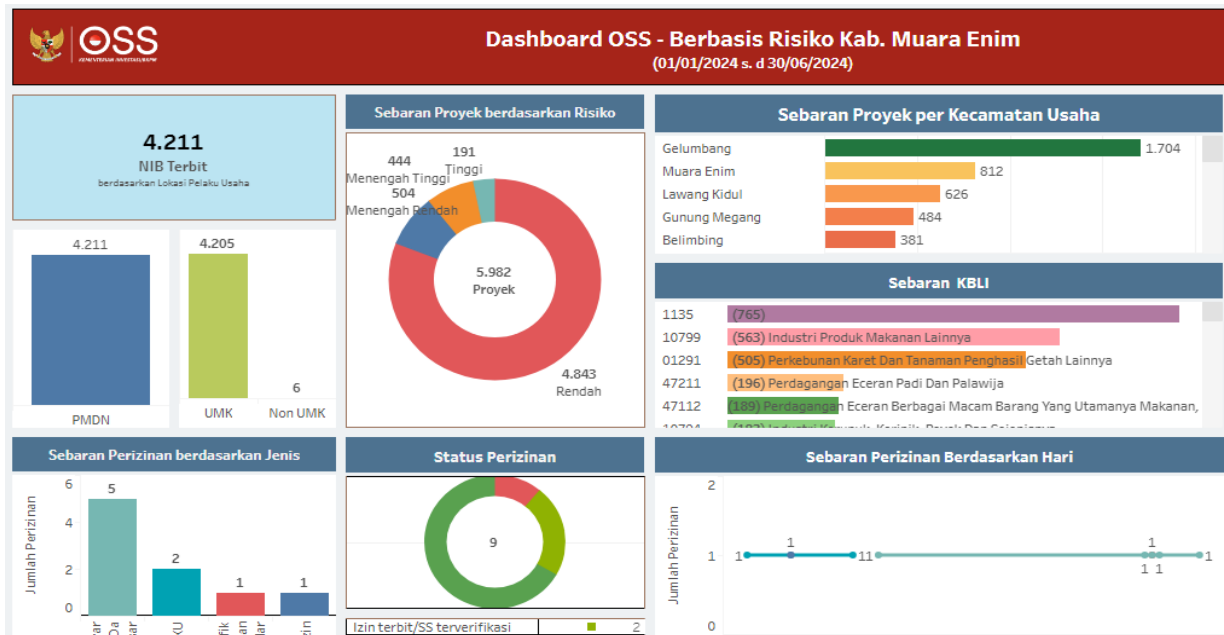 OSS
KEMENTERIAN INVESTASI/BKPM
Dashboard OSS - Berbasis Risiko Kab. Muara Enim
(01/01/2024 s. d 30/06/2024)
4.211
NIB Terbit
berdasarkan Lokasi Pelaku Usaha
4.211
PMDN
4.205
6
UMK
Non UMK
Sebaran Proyek berdasarkan Risiko
444
Menengah Tinggi
191
Tinggi
504
Menengah Rendah
5.982
Proyek
4.843
Rendah
Sebaran Proyek per Kecamatan Usaha
Gelumbang 1.704
Muara Enim 812
Lawang Kidul 626
Gunung Megang 484
Belimbing 381
Sebaran KBLI
1135 (765)
10799 (563) Industri Produk Makanan Lainnya
01291 (505) Perkebunan Karet Dan Tanaman Penghasil Getah Lainnya
47211 (196) Perdagangan Eceran Padi Dan Palawija
47112 (189) Perdagangan Eceran Berbagai Macam Barang Yang Utamanya Makanan,
Sebaran Perizinan berdasarkan Jenis
Jumlah Perizinan
6
4
2
0
5
2
1
1
Status Perizinan
9
Izin terbit/SS terverifikasi 2
Sebaran Perizinan Berdasarkan Hari
Jumlah Perizinan
2
1
0
1
1
11
1
1 1
1